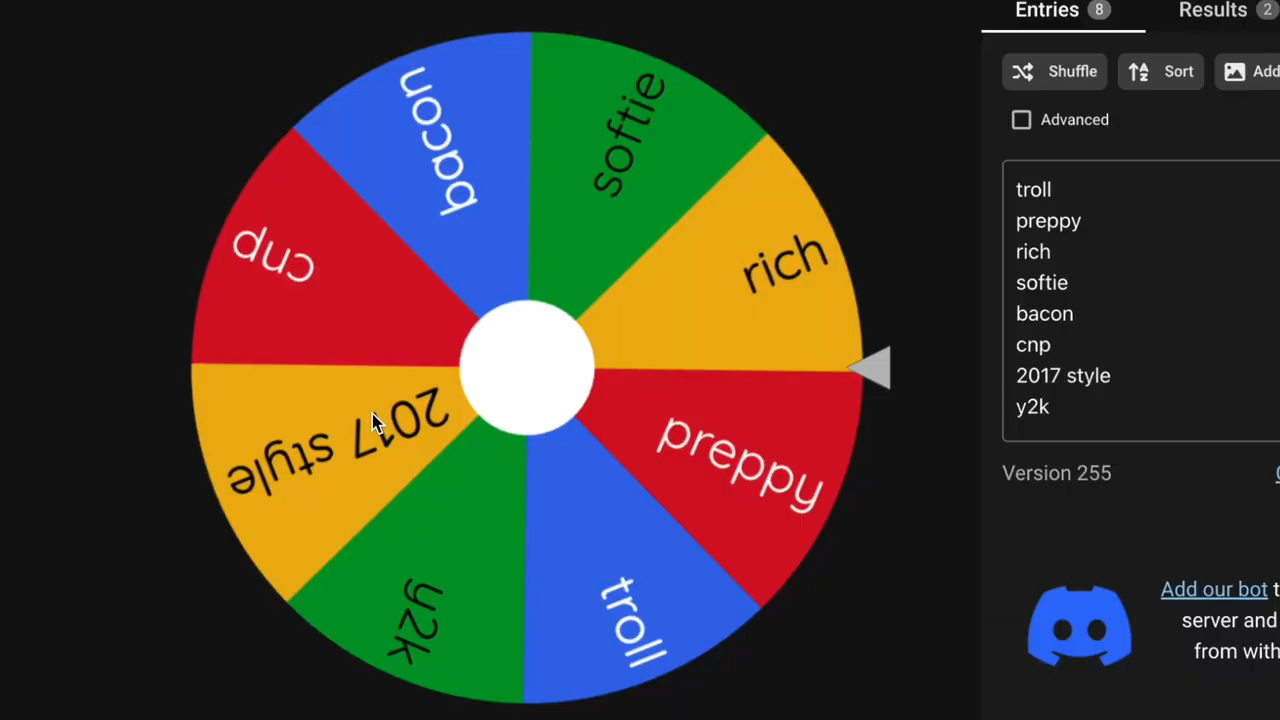 Entries 8 Results 2
Shuffle Sort Add
Advanced
troll
preppy
rich
softie
bacon
cnp
2017 style
y2k
Version 255
Add our bot t
server and
from with
bacon
softie
rich
preppy
troll
y2k
2017 style
cnp